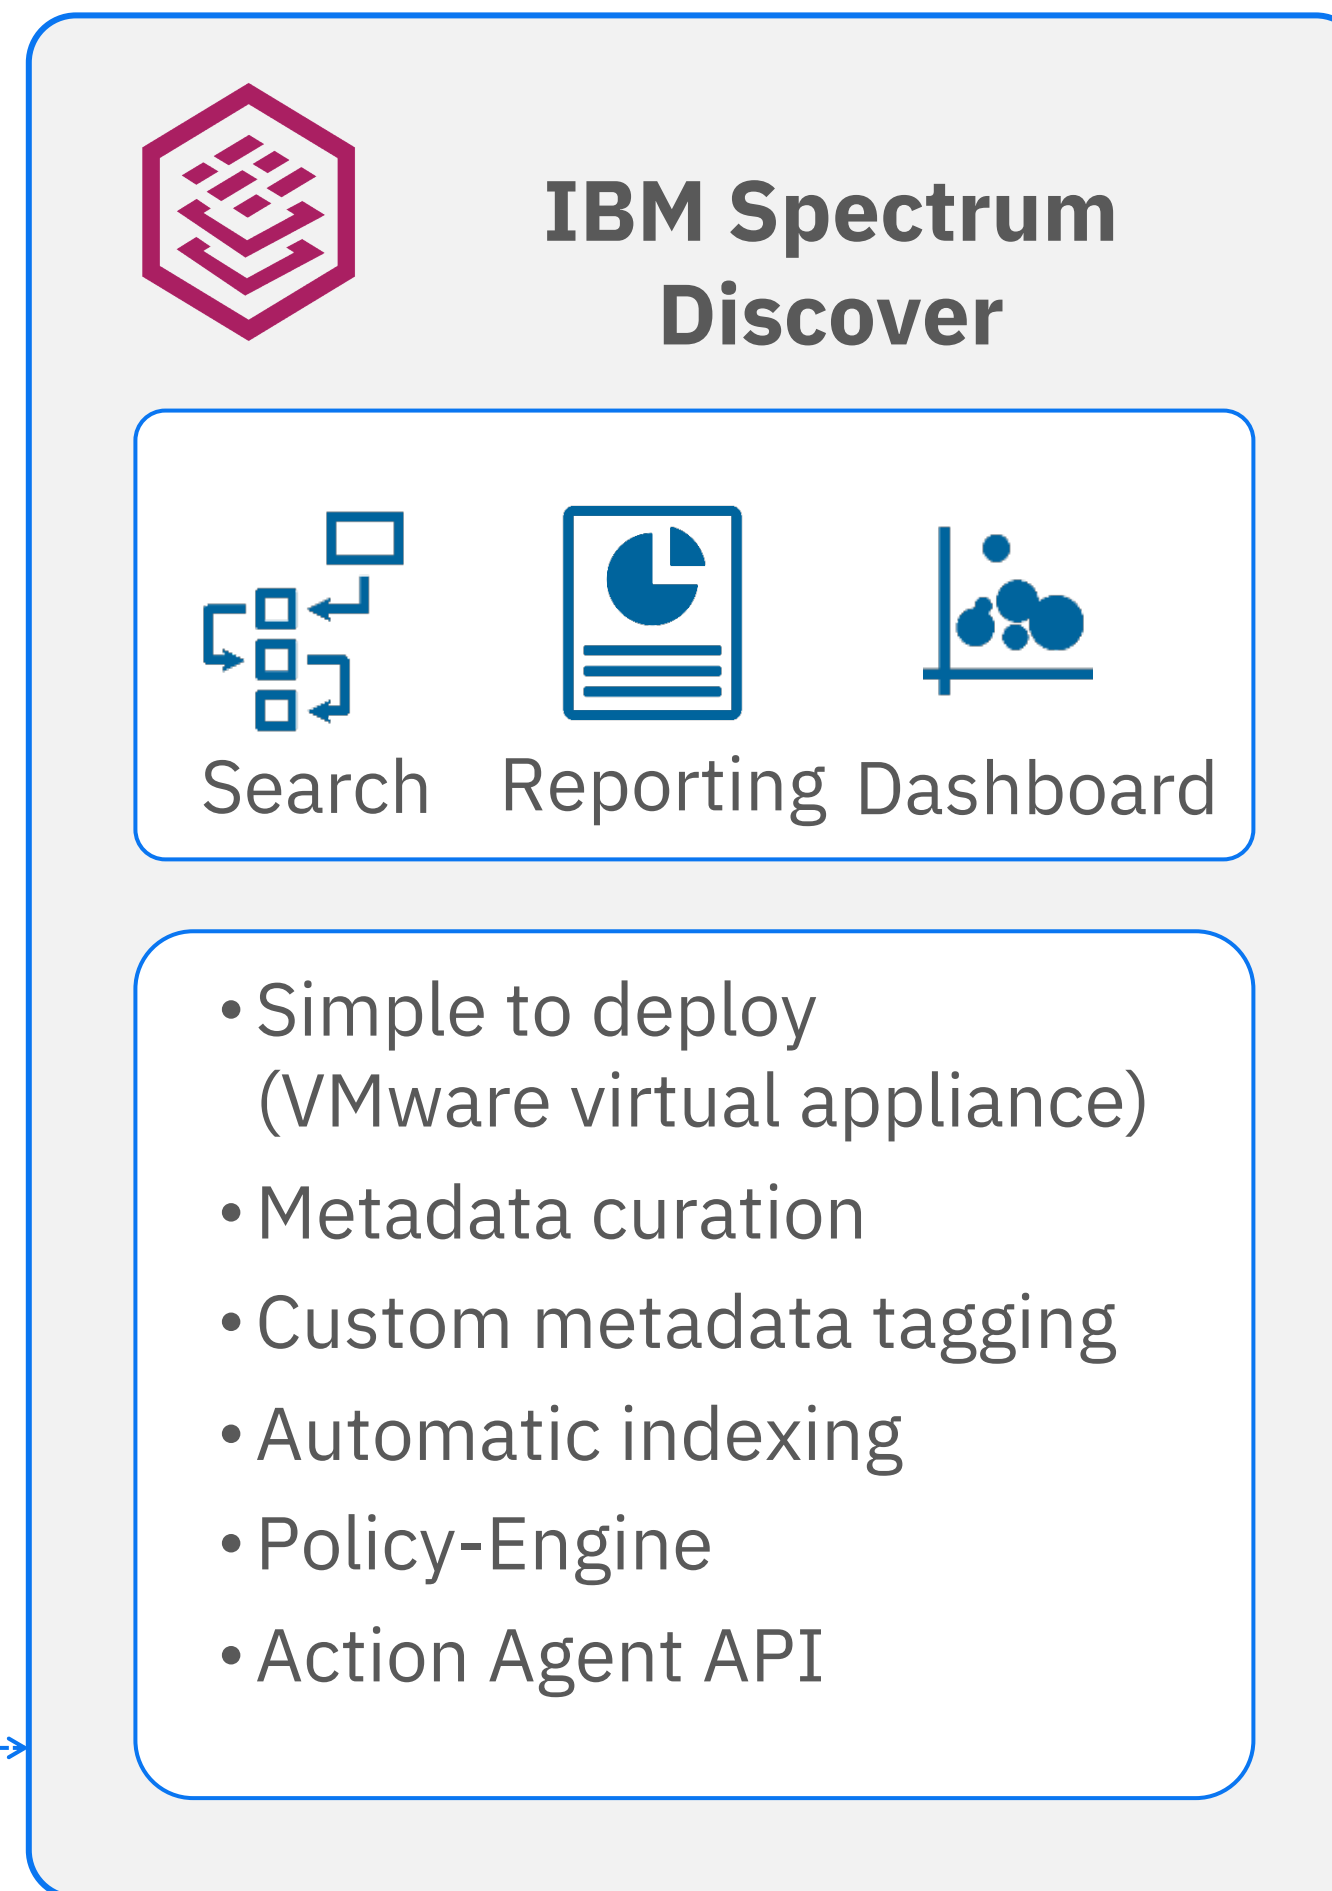 IBM Spectrum
Discover
Search Reporting Dashboard
• Simple to deploy
(VMware virtual appliance)
• Metadata curation
• Custom metadata tagging
• Automatic indexing
• Policy-Engine
• Action Agent API